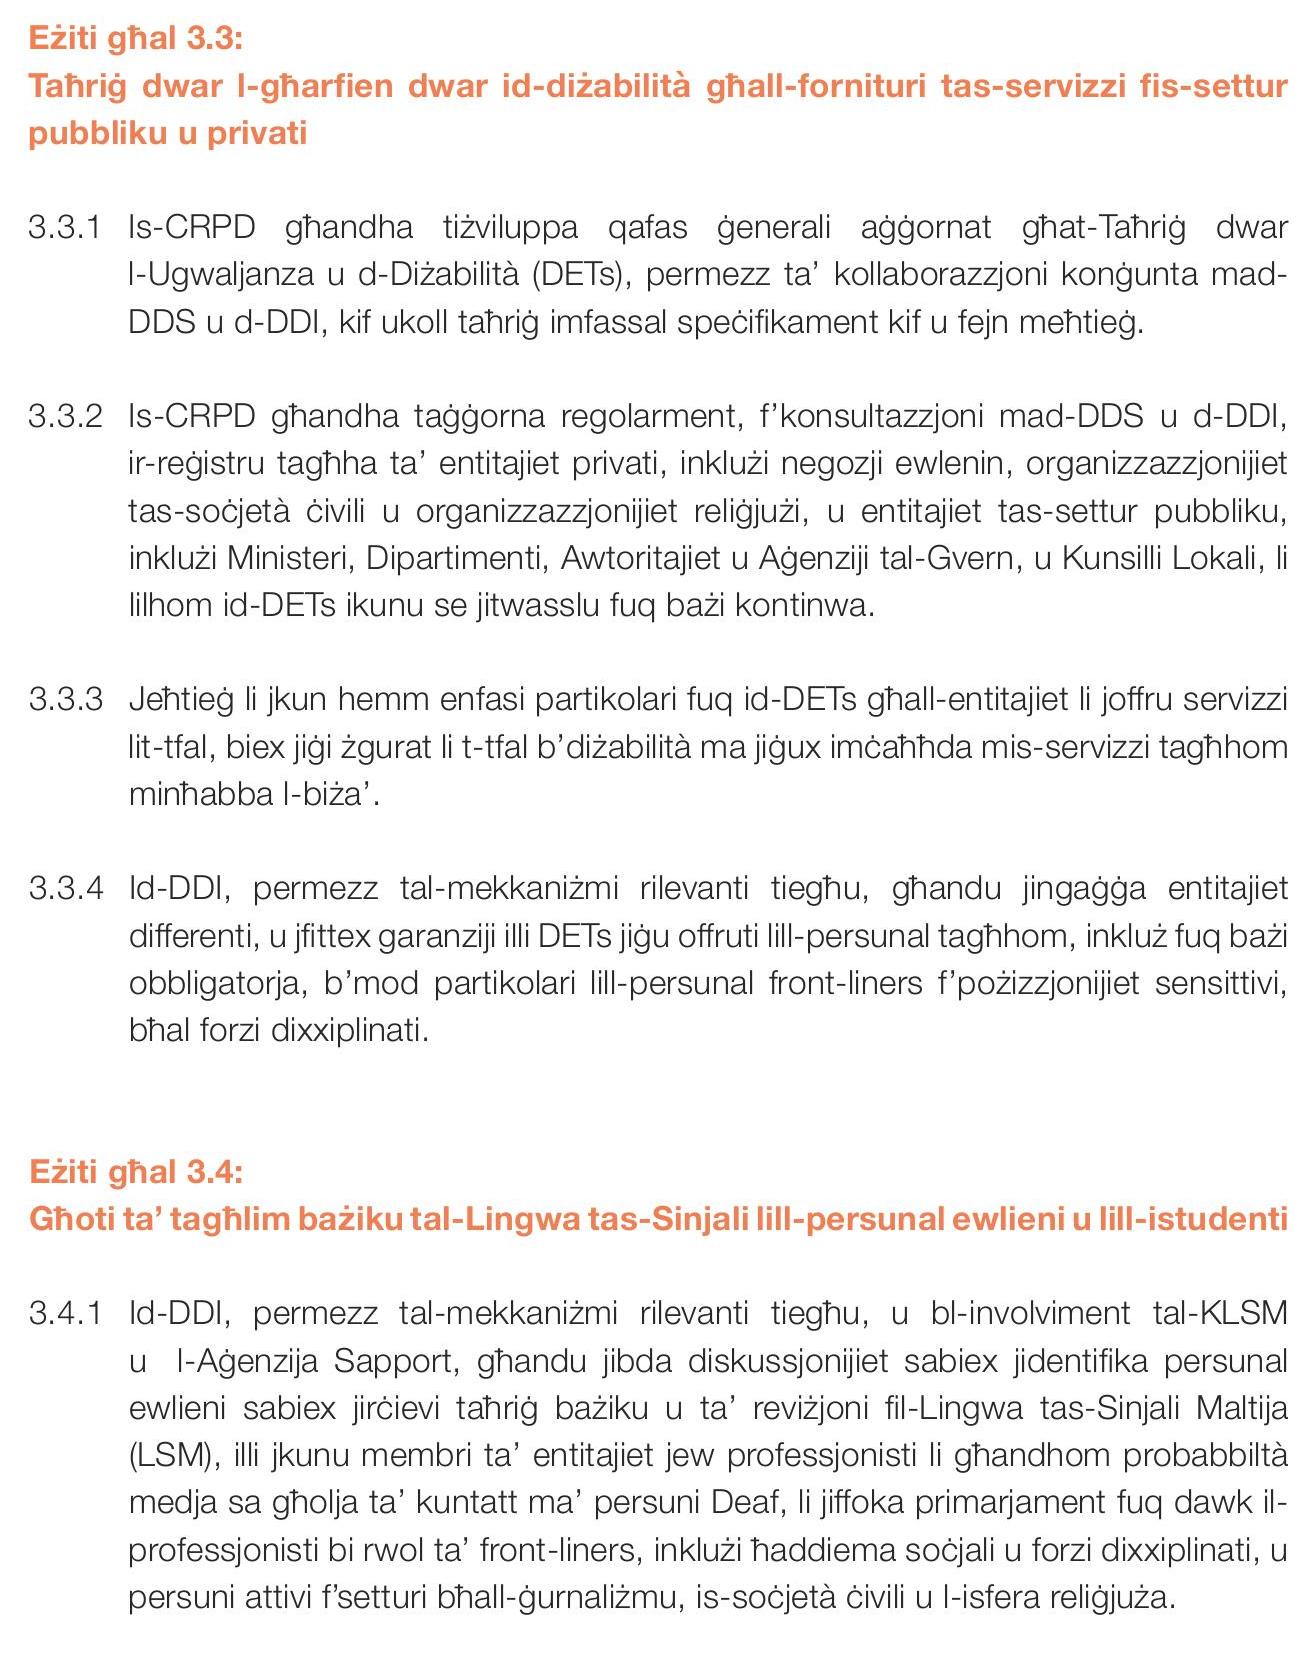 Eżiti għal 3.3:
Taħriġ dwar l-għarfien dwar id-diżabilità għall-fornituri tas-servizzi fis-settur
pubbliku u privati
3.3.1 Is-CRPD għandha tiżviluppa qafas ġenerali aġġornat għat-Taħriġ dwar
l-Ugwaljanza u d-Diżabilità (DETs), permezz ta’ kollaborazzjoni konġunta mad-
DDS u d-DDI, kif ukoll taħriġ imfassal speċifikament kif u fejn meħtieġ.
3.3.2 Is-CRPD għandha taġġorna regolarment, f’konsultazzjoni mad-DDS u d-DDI,
ir-reġistru tagħha ta’ entitajiet privati, inklużi negozji ewlenin, organizzazzjonijiet
tas-soċjetà ċivili u organizzazzjonijiet reliġjużi, u entitajiet tas-settur pubbliku,
inklużi Ministeri, Dipartimenti, Awtoritajiet u Aġenziji tal-Gvern, u Kunsilli Lokali, li
lilhom id-DETs ikunu se jitwasslu fuq bażi kontinwa.
3.3.3 Jeħtieġ li jkun hemm enfasi partikolari fuq id-DETs għall-entitajiet li joffru servizzi
lit-tfal, biex jiġi żgurat li t-tfal b’diżabilità ma jiġux imċaħħda mis-servizzi tagħhom
minħabba l-biża’.
3.3.4 Id-DDI, permezz tal-mekkaniżmi rilevanti tiegħu, għandu jingaġġa entitajiet
differenti, u jfittex garanziji illi DETs jiġu offruti lill-persunal tagħhom, inkluż fuq bażi
obbligatorja, b’mod partikolari lill-persunal front-liners f’pożizzjonijiet sensittivi,
bħal forzi dixxiplinati.
Eżiti għal 3.4:
Għoti ta’ tagħlim bażiku tal-Lingwa tas-Sinjali lill-persunal ewlieni u lill-istudenti
3.4.1 Id-DDI, permezz tal-mekkaniżmi rilevanti tiegħu, u bl-involviment tal-KLSM
u l-Aġenzija Sapport, għandu jibda diskussjonijiet sabiex jidentifika persunal
ewlieni sabiex jirċievi taħriġ bażiku u ta’ reviżjoni fil-Lingwa tas-Sinjali Maltija
(LSM), illi jkunu membri ta’ entitajiet jew professjonisti li għandhom probabbiltà
medja sa għolja ta’ kuntatt ma’ persuni Deaf, li jiffoka primarjament fuq dawk il-
professjonisti bi rwol ta’ front-liners, inklużi ħaddiema soċjali u forzi dixxiplinati, u
persuni attivi f’setturi bħall-ġurnaliżmu, is-soċjetà ċivili u l-isfera reliġjuża.